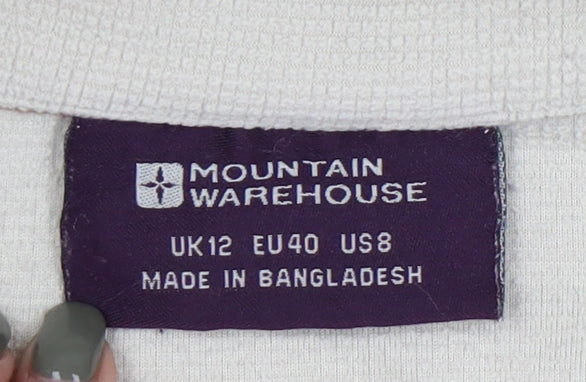 MOUNTAIN
WAREHOUSE
UK12 EU40 US8
MADE IN BANGLADESH